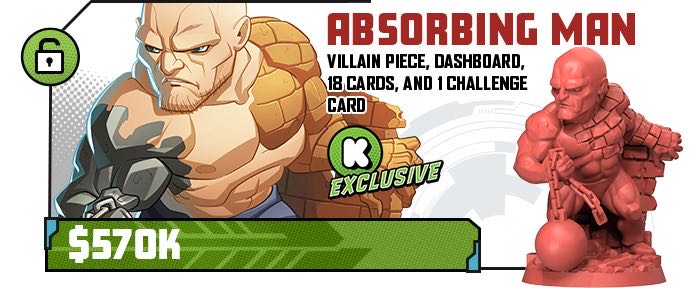 ABSORBING MAN
VILLAIN PIECE, DASHBOARD,
18 CARDS, AND 1 CHALLENGE
CARD
K
EXCLUSIVE
$570K